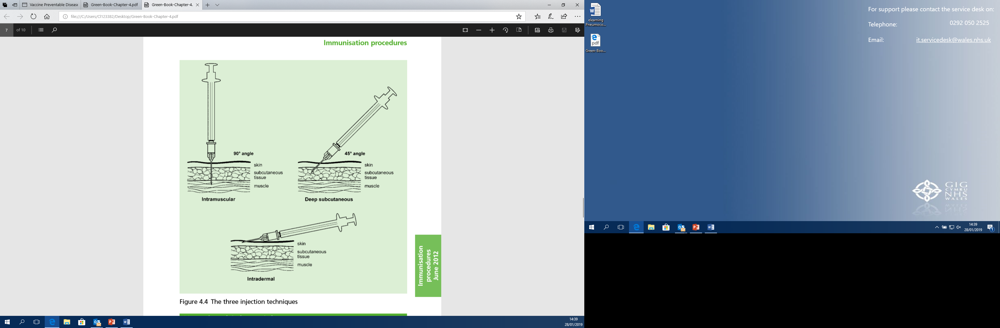 Vaccine Preventable Disease
Green-Book-Chapter-4.pdf
Green-Book-Chapter-4.
file:///C:/Users/Cl123382/Desktop/Green-Book-Chapter-4.pdf
7 of 10
Immunisation procedures
90° angle
skin
subcutaneous
tissue
muscle
Intramuscular
45° angle
skin
subcutaneous
tissue
muscle
Deep subcutaneous
skin
subcutaneous
tissue
muscle
Intradermal
Immunisation
procedures
June 2012
Figure 4.4 The three injection techniques
14:39
28/01/2019
elearning
Pneumoco...
pdf
Green-Boo...
For support please contact the service desk on:
Telephone: 0292 050 2525
Email: it.servicedesk@wales.nhs.uk
GIG
CYMRU
NHS
WALES
14:39
28/01/2019
1